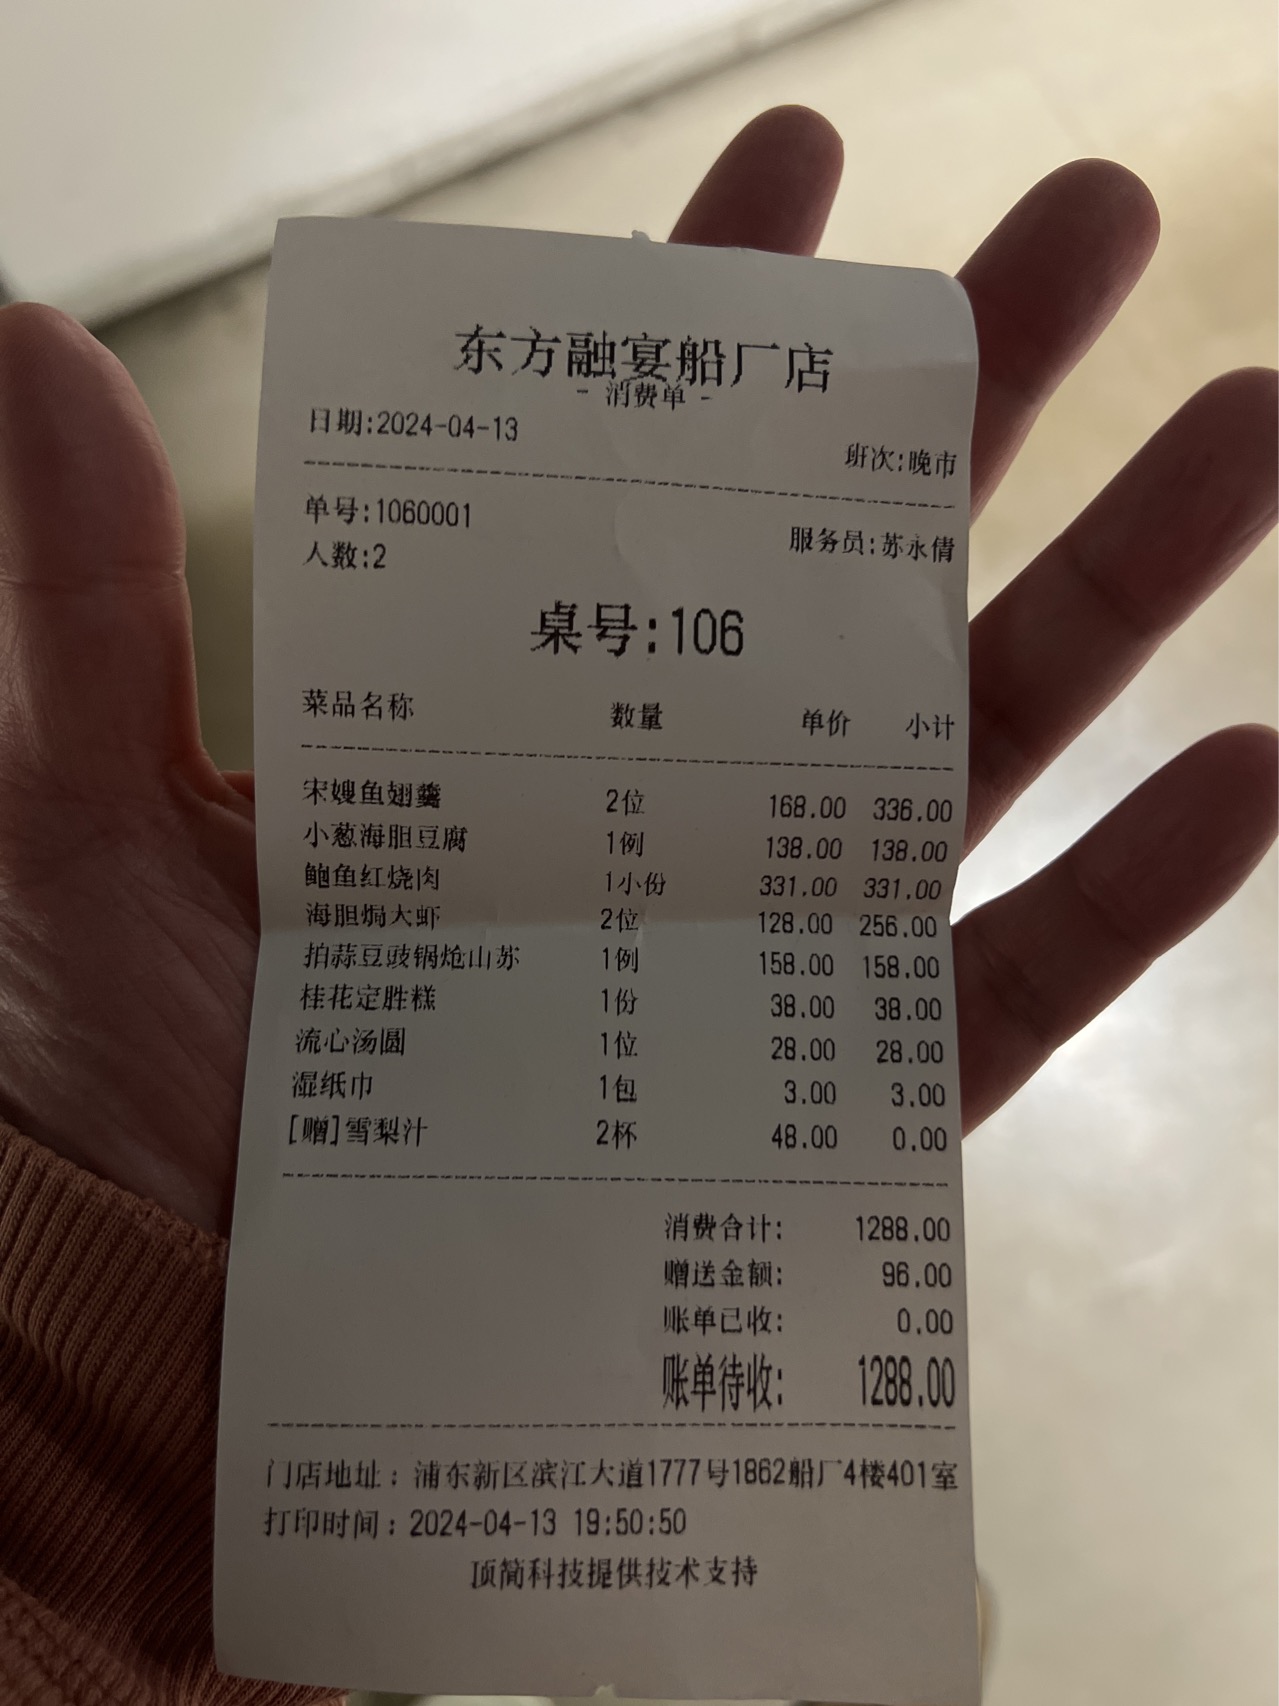 东方融宴船厂店
- 消费单 -
日期:2024-04-13 班次:晚市
单号:1060001 服务员:苏永倩
人数:2
桌号:106
菜品名称 数量 单价 小计
宋嫂鱼翅羹 2位 168.00 336.00
小葱海胆豆腐 1例 138.00 138.00
鲍鱼红烧肉 1小份 331.00 331.00
海胆焗大虾 2位 128.00 256.00
拍蒜豆豉锅炝山苏 1例 158.00 158.00
桂花定胜糕 1份 38.00 38.00
流心汤圆 1位 28.00 28.00
湿纸巾 1包 3.00 3.00
[赠]雪梨汁 2杯 48.00 0.00
消费合计: 1288.00
赠送金额: 96.00
账单已收: 0.00
账单待收: 1288.00
门店地址：浦东新区滨江大道1777号1862船厂4楼401室
打印时间：2024-04-13 19:50:50
顶简科技提供技术支持